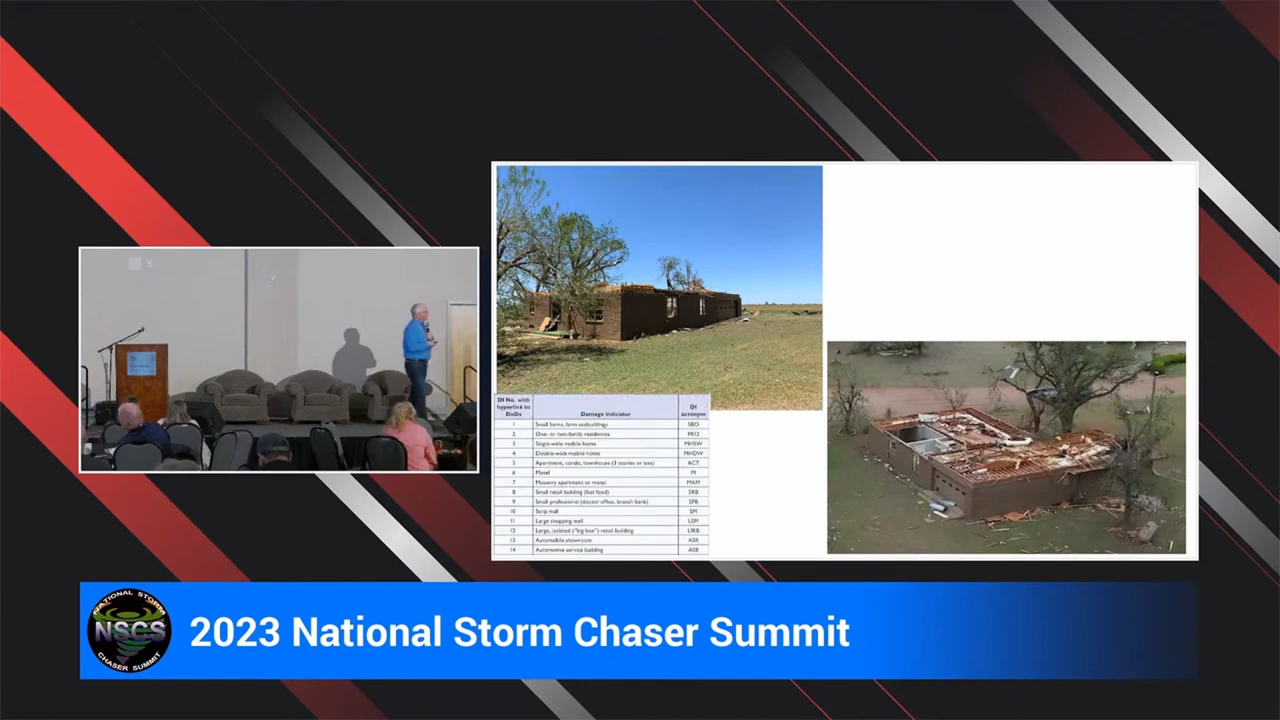 DI No. with
hyperlink to
DoDs
Damage indicator
DI
acronym
1 Small barns, farm outbuildings SBO
2 One- or two-family residences FR12
3 Single-wide mobile home MHSW
4 Double-wide mobile home MHDW
5 Apartment, condo, townhouse (3 stories or less) ACT
6 Motel M
7 Masonry apartment or motel MAM
8 Small retail building (fast food) SRB
9 Small professional (doctor office, branch bank) SPB
10 Strip mall SM
11 Large shopping mall LSM
12 Large, isolated ("big box") retail building LIRB
13 Automobile showroom ASR
14 Automotive service building ASB
NATIONAL STORM
NSCS
CHASER SUMMIT
2023 National Storm Chaser Summit